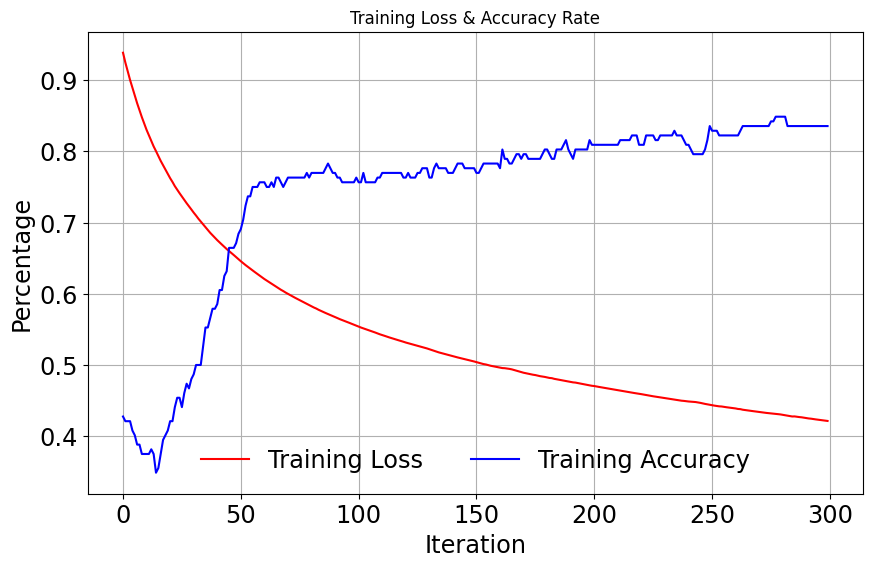 Training Loss & Accuracy Rate
Percentage
0.9
0.8
0.7
0.6
0.5
0.4
Training Loss
Training Accuracy
0 50 100 150 200 250 300
Iteration